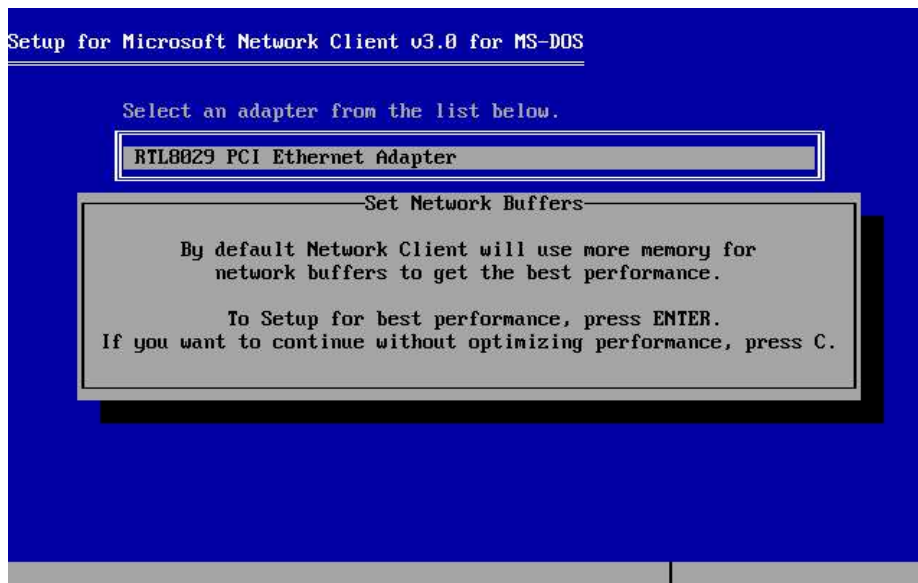 Setup for Microsoft Network Client v3.0 for MS-DOS
Select an adapter from the list below.
RTL8029 PCI Ethernet Adapter
Set Network Buffers
By default Network Client will use more memory for
network buffers to get the best performance.
To Setup for best performance, press ENTER.
If you want to continue without optimizing performance, press C.